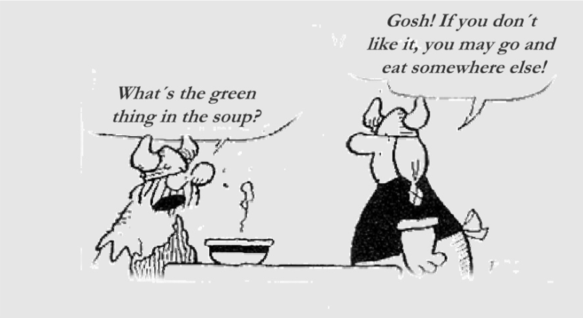 What´s the green
thing in the soup?
Gosh! If you don´t
like it, you may go and
eat somewhere else!